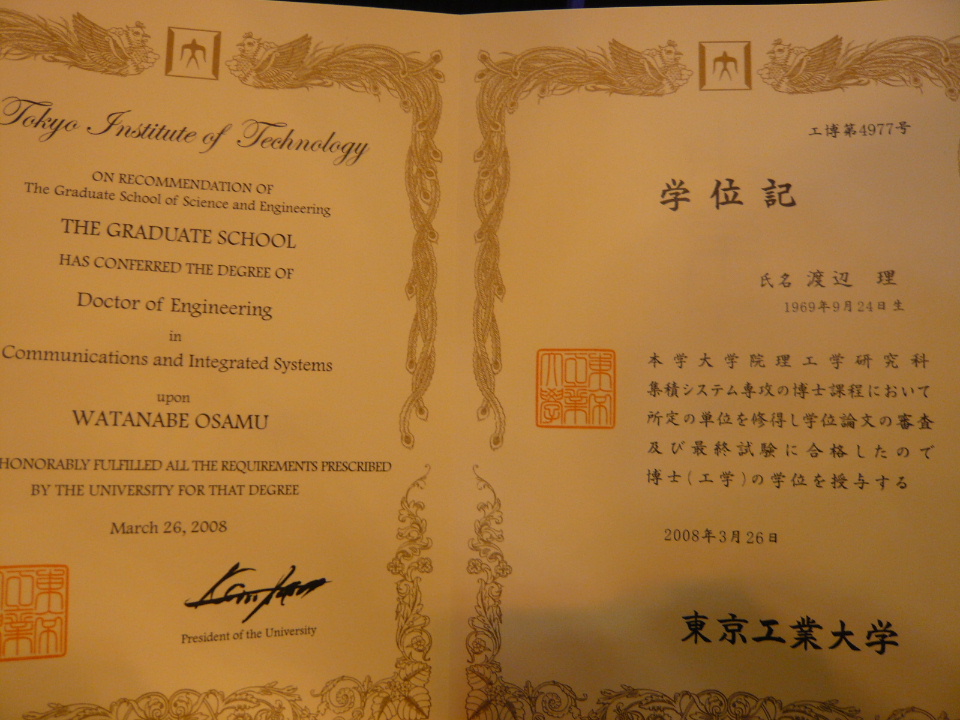 Tokyo Institute of Technology
ON RECOMMENDATION OF
The Graduate School of Science and Engineering
THE GRADUATE SCHOOL
HAS CONFERRED THE DEGREE OF
Doctor of Engineering
in
Communications and Integrated Systems
upon
WATANABE OSAMU
HONORABLY FULFILLED ALL THE REQUIREMENTS PRESCRIBED
BY THE UNIVERSITY FOR THAT DEGREE
March 26, 2008
President of the University
工博第4977号
学位記
氏名 渡辺 理
1969年9月24日生
本学大学院理工学研究科
集積システム専攻の博士課程において
所定の単位を修得し学位論文の審査
及び最終試験に合格したので
博士(工学)の学位を授与する
2008年3月26日
東京工業大学